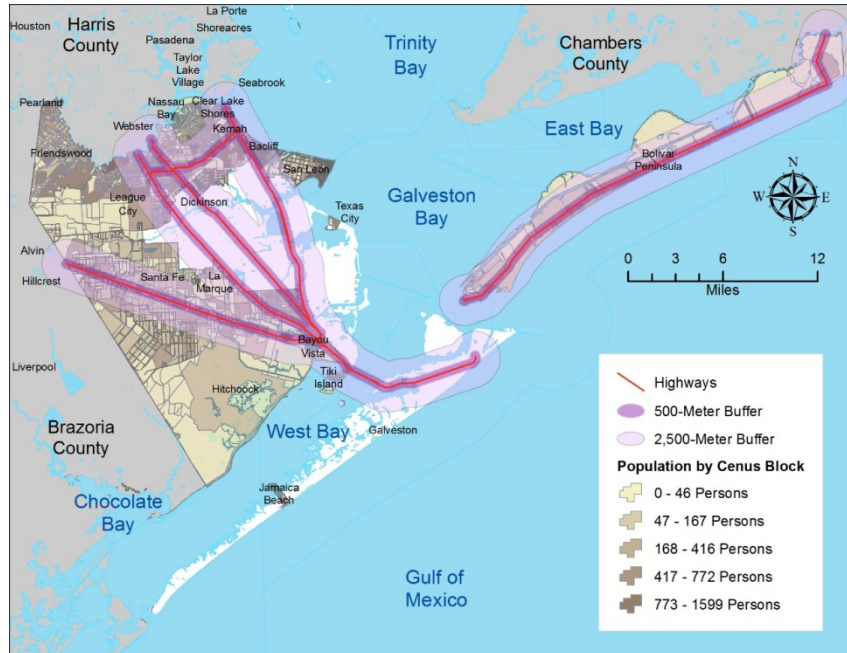 Houston
Harris
County
La Porte
Shoreacres
Pasadena
Taylor
Lake
Village
Seabrook
Nassau
Bay
Clear Lake
Shores
Pearland
Webster
Kemah
Friendswood
Bacliff
San Leon
League
City
Dickinson
Texas
City
Alvin
Hillcrest
Santa Fe
La
Marque
Bayou
Vista
Tiki
Island
Liverpool
Hitchcock
Brazoria
County
West Bay
Galveston
Chocolate
Bay
Jamaica
Beach
Gulf of
Mexico
Trinity
Bay
Chambers
County
East Bay
Bolivar
Peninsula
Galveston
Bay
N
W
E
S
0 3 6 12
Miles
Highways
500-Meter Buffer
2,500-Meter Buffer
Population by Cenus Block
0 - 46 Persons
47 - 167 Persons
168 - 416 Persons
417 - 772 Persons
773 - 1599 Persons